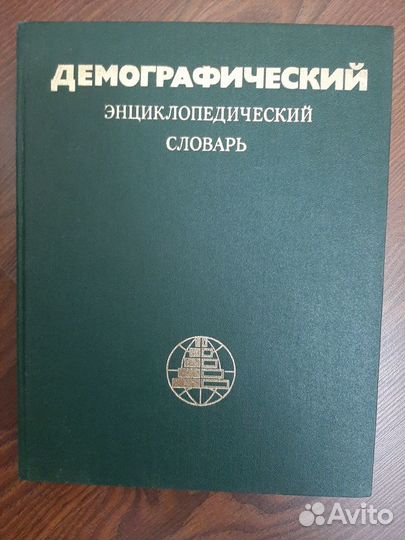 ДЕМОГРАФИЧЕСКИЙ
ЭНЦИКЛОПЕДИЧЕСКИЙ
СЛОВАРЬ
Avito